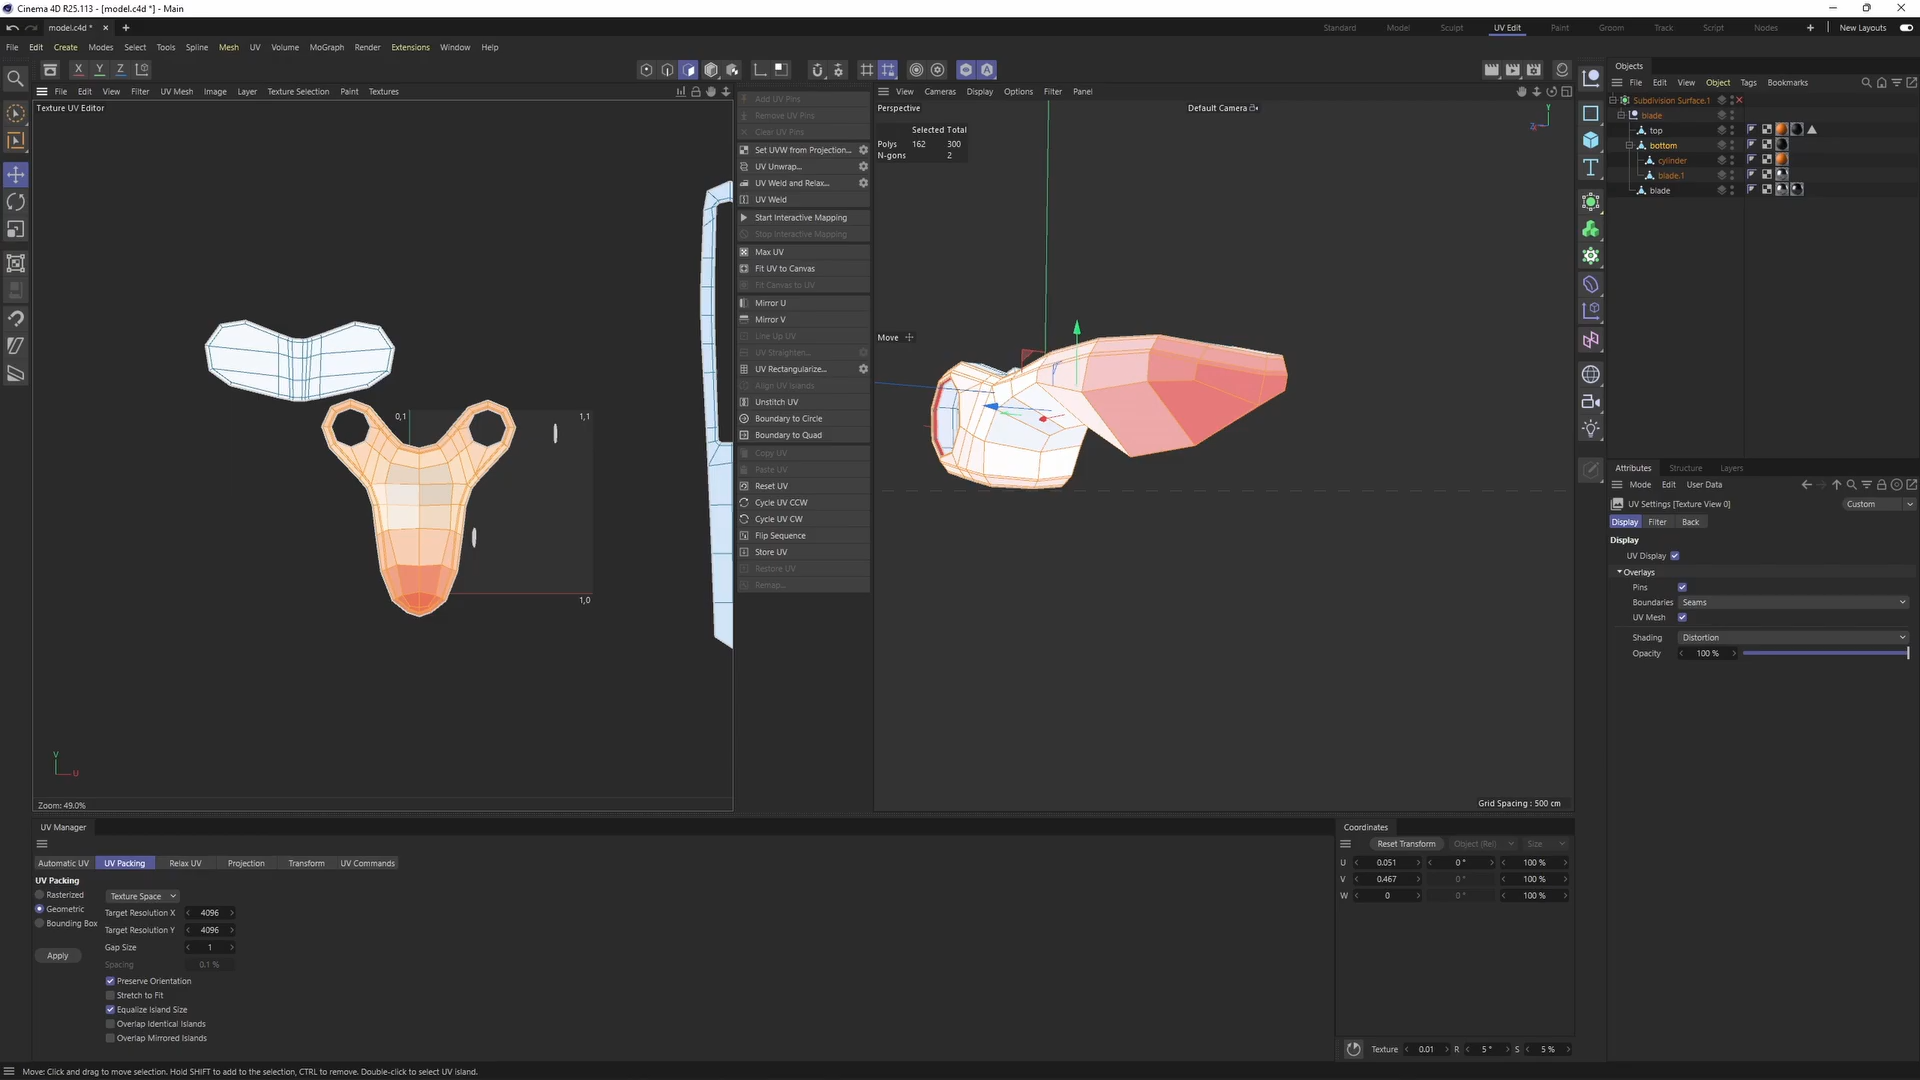 Cinema 4D R25.113 - [model.c4d *] - Main
model.c4d *
Standard Model Sculpt UV Edit Paint Groom Track Script Nodes New Layouts
File Edit Create Modes Select Tools Spline Mesh UV Volume MoGraph Render Extensions Window Help
X Y Z
File Edit View Filter UV Mesh Image Layer Texture Selection Paint Textures
Texture UV Editor
0,1
1,1
1,0
V
U
Zoom: 49.0%
Add UV Pins
Remove UV Pins
Clear UV Pins
Set UVW from Projection...
UV Unwrap...
UV Weld and Relax...
UV Weld
Start Interactive Mapping
Stop Interactive Mapping
Max UV
Fit UV to Canvas
Fit Canvas to UV
Mirror U
Mirror V
Line Up UV
UV Straighten...
UV Rectangularize...
Align UV Islands
Unstitch UV
Boundary to Circle
Boundary to Quad
Copy UV
Paste UV
Reset UV
Cycle UV CCW
Cycle UV CW
Flip Sequence
Store UV
Restore UV
Remap...
View Cameras Display Options Filter Panel
Perspective
Default Camera
Selected Total
Polys 162 300
N-gons 2
Move
Y
Z
Grid Spacing : 500 cm
Objects
File Edit View Object Tags Bookmarks
Subdivision Surface.1
blade
top
bottom
cylinder
blade.1
blade
Attributes Structure Layers
Mode Edit User Data
UV Settings [Texture View 0]
Custom
Display Filter Back
Display
UV Display
Overlays
Pins
Boundaries Seams
UV Mesh
Shading Distortion
Opacity 100 %
UV Manager
Automatic UV UV Packing Relax UV Projection Transform UV Commands
UV Packing
Rasterized
Geometric
Bounding Box
Apply
Texture Space
Target Resolution X 4096
Target Resolution Y 4096
Gap Size 1
Spacing 0.1 %
Preserve Orientation
Stretch to Fit
Equalize Island Size
Overlap Identical Islands
Overlap Mirrored Islands
Coordinates
Reset Transform Object (Rel) Size
U 0.051 0 ° 100 %
V 0.467 0 ° 100 %
W 0 0 ° 100 %
Texture 0.01 R 5 ° S 5 %
Move: Click and drag to move selection. Hold SHIFT to add to the selection, CTRL to remove. Double-click to select UV island.